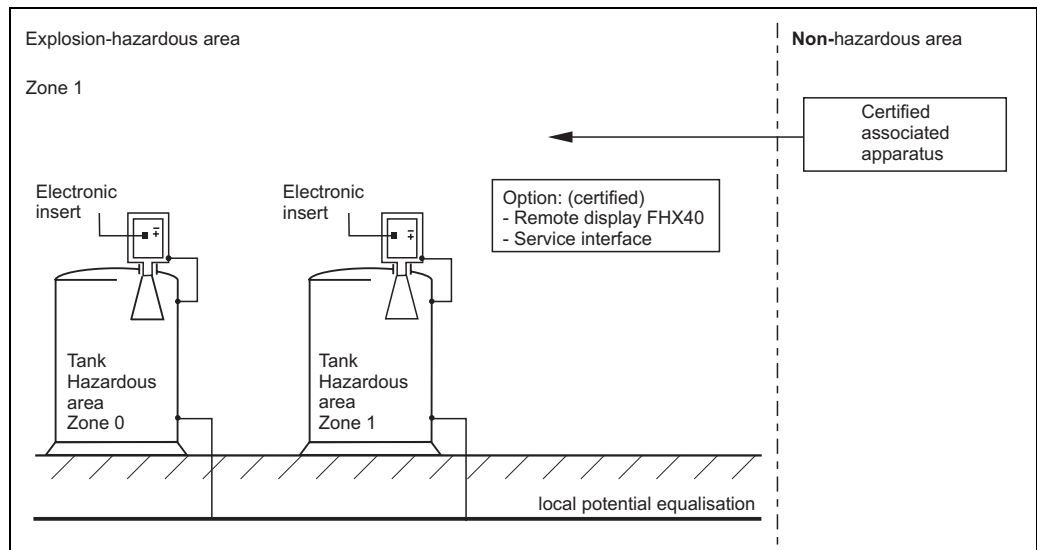 Explosion-hazardous area
Non-hazardous area
Zone 1
Certified
associated
apparatus
Electronic
insert
Electronic
insert
Option: (certified)
- Remote display FHX40
- Service interface
Tank
Hazardous
area
Zone 0
Tank
Hazardous
area
Zone 1
local potential equalisation